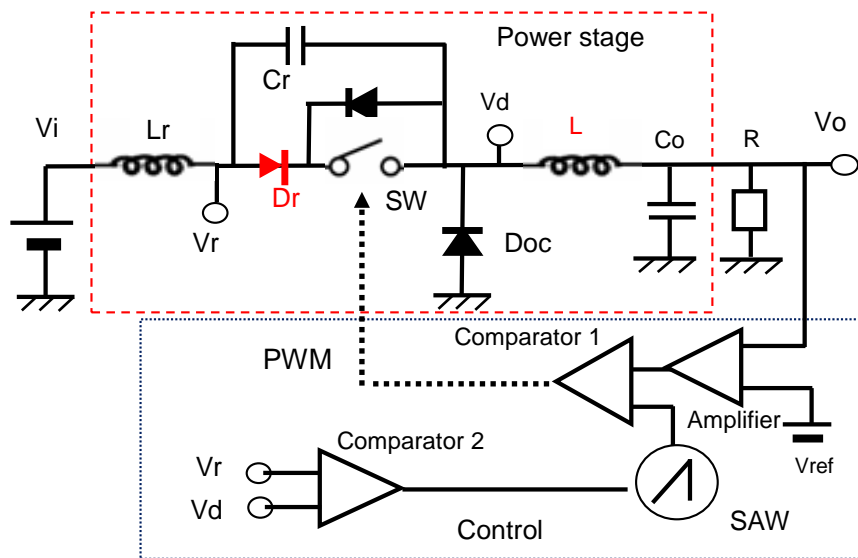 Power stage
Cr
Vd
Vi
Lr
L
Co
R
Vo
Dr
SW
Vr
Doc
Comparator 1
PWM
Amplifier
Comparator 2
Vref
Vr
Vd
SAW
Control